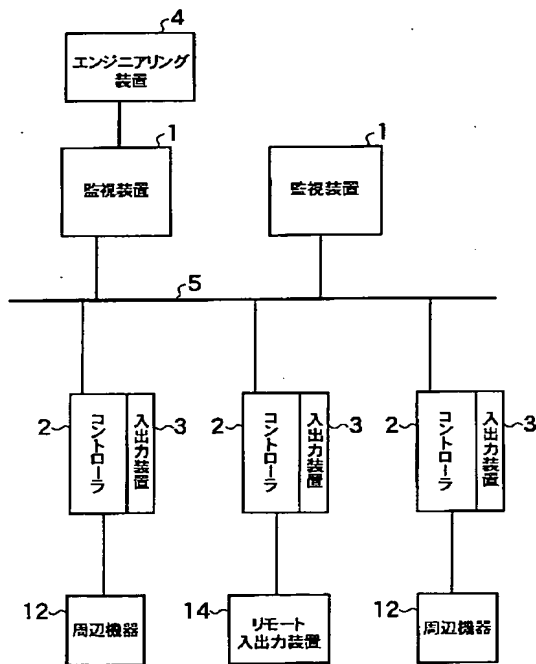 4
エンジニアリング
装置
1
監視装置
1
監視装置
5
2
コントローラ
入出力装置
3
2
コントローラ
入出力装置
3
2
コントローラ
入出力装置
3
12
周辺機器
14
リモート
入出力装置
12
周辺機器